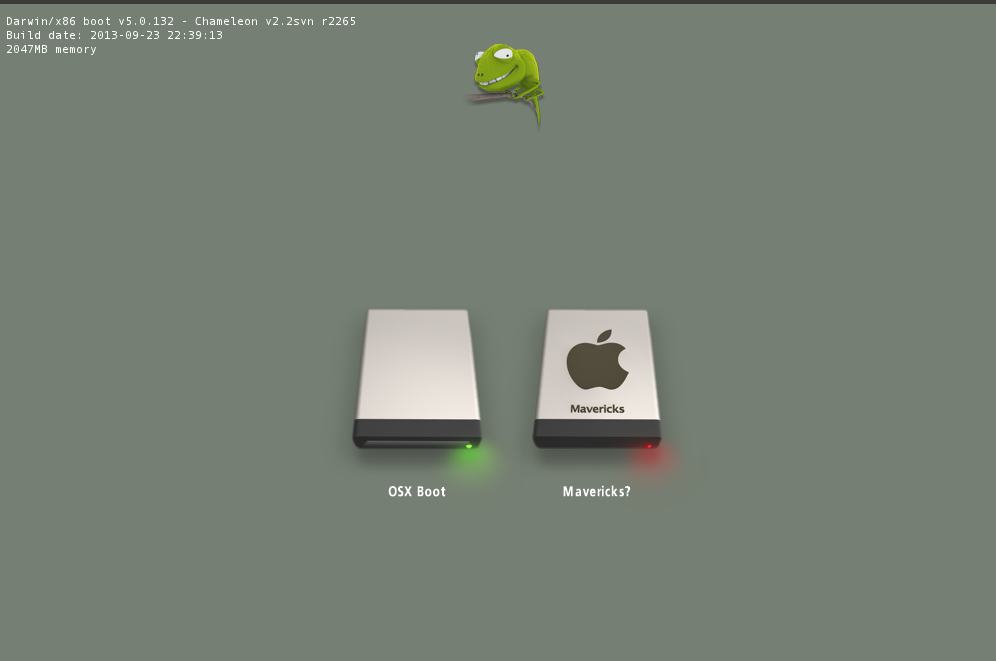 Darwin/x86 boot v5.0.132 - Chameleon v2.2svn r2265
Build date: 2013-09-23 22:39:13
2047MB memory
Mavericks
OSX Boot
Mavericks?